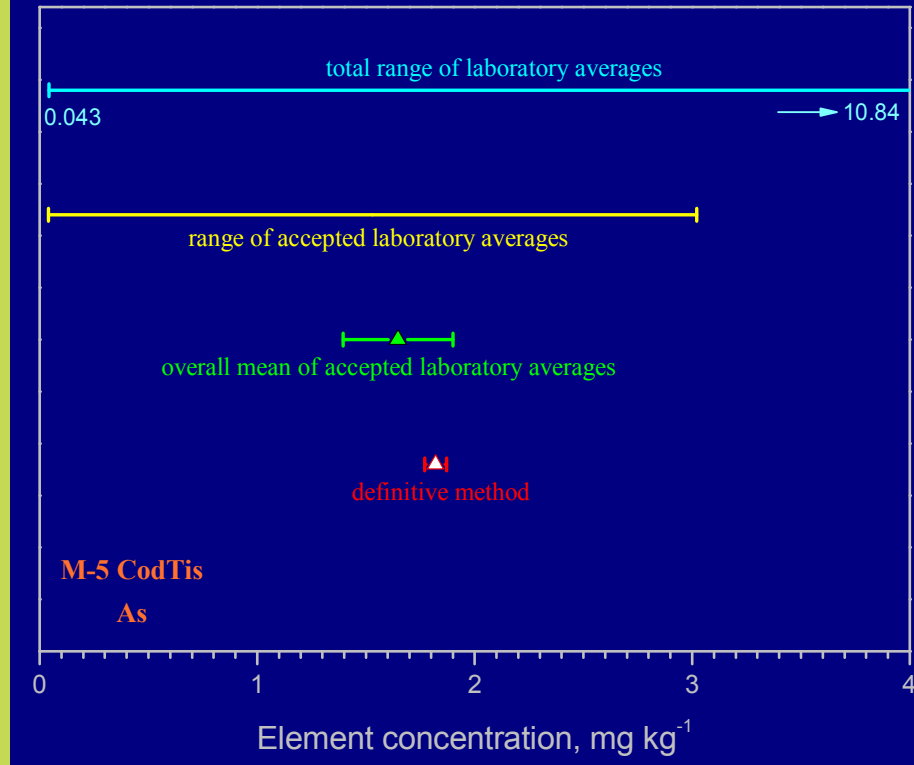 total range of laboratory averages
0.043
10.84
range of accepted laboratory averages
overall mean of accepted laboratory averages
definitive method
M-5 CodTis
As
0 1 2 3 4
Element concentration, mg kg⁻¹